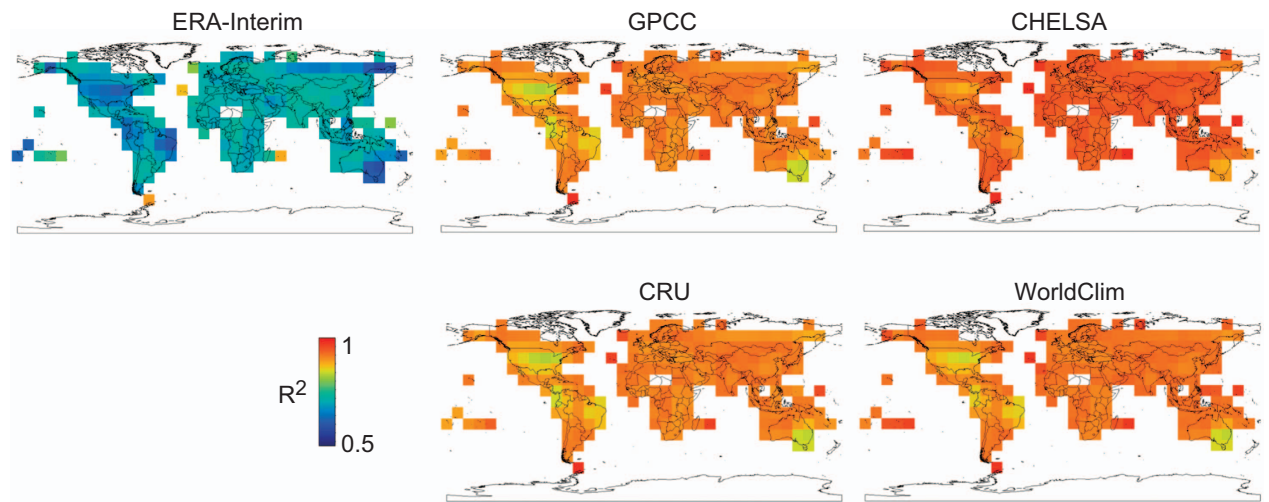 ERA-Interim
GPCC
CHELSA
CRU
WorldClim
R²
1
0.5